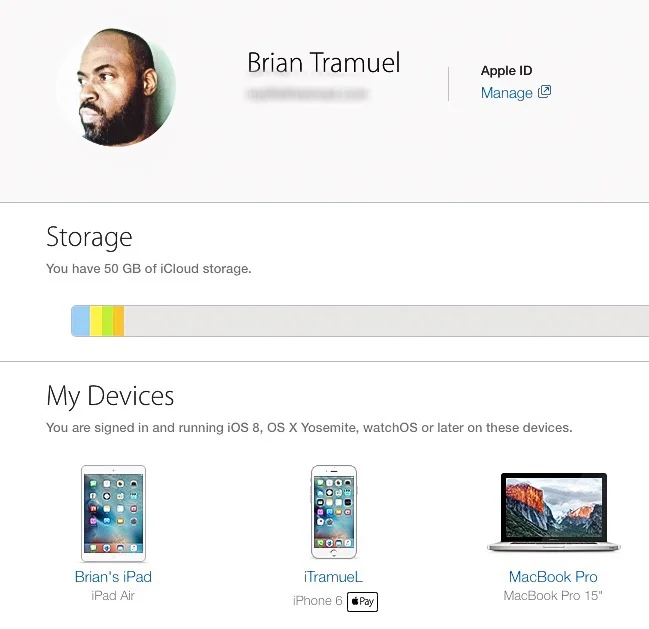 Brian Tramuel
Apple ID
Manage
Storage
You have 50 GB of iCloud storage.
My Devices
You are signed in and running iOS 8, OS X Yosemite, watchOS or later on these devices.
Brian's iPad
iPad Air
iTramueL
iPhone 6 Pay
MacBook Pro
MacBook Pro 15"